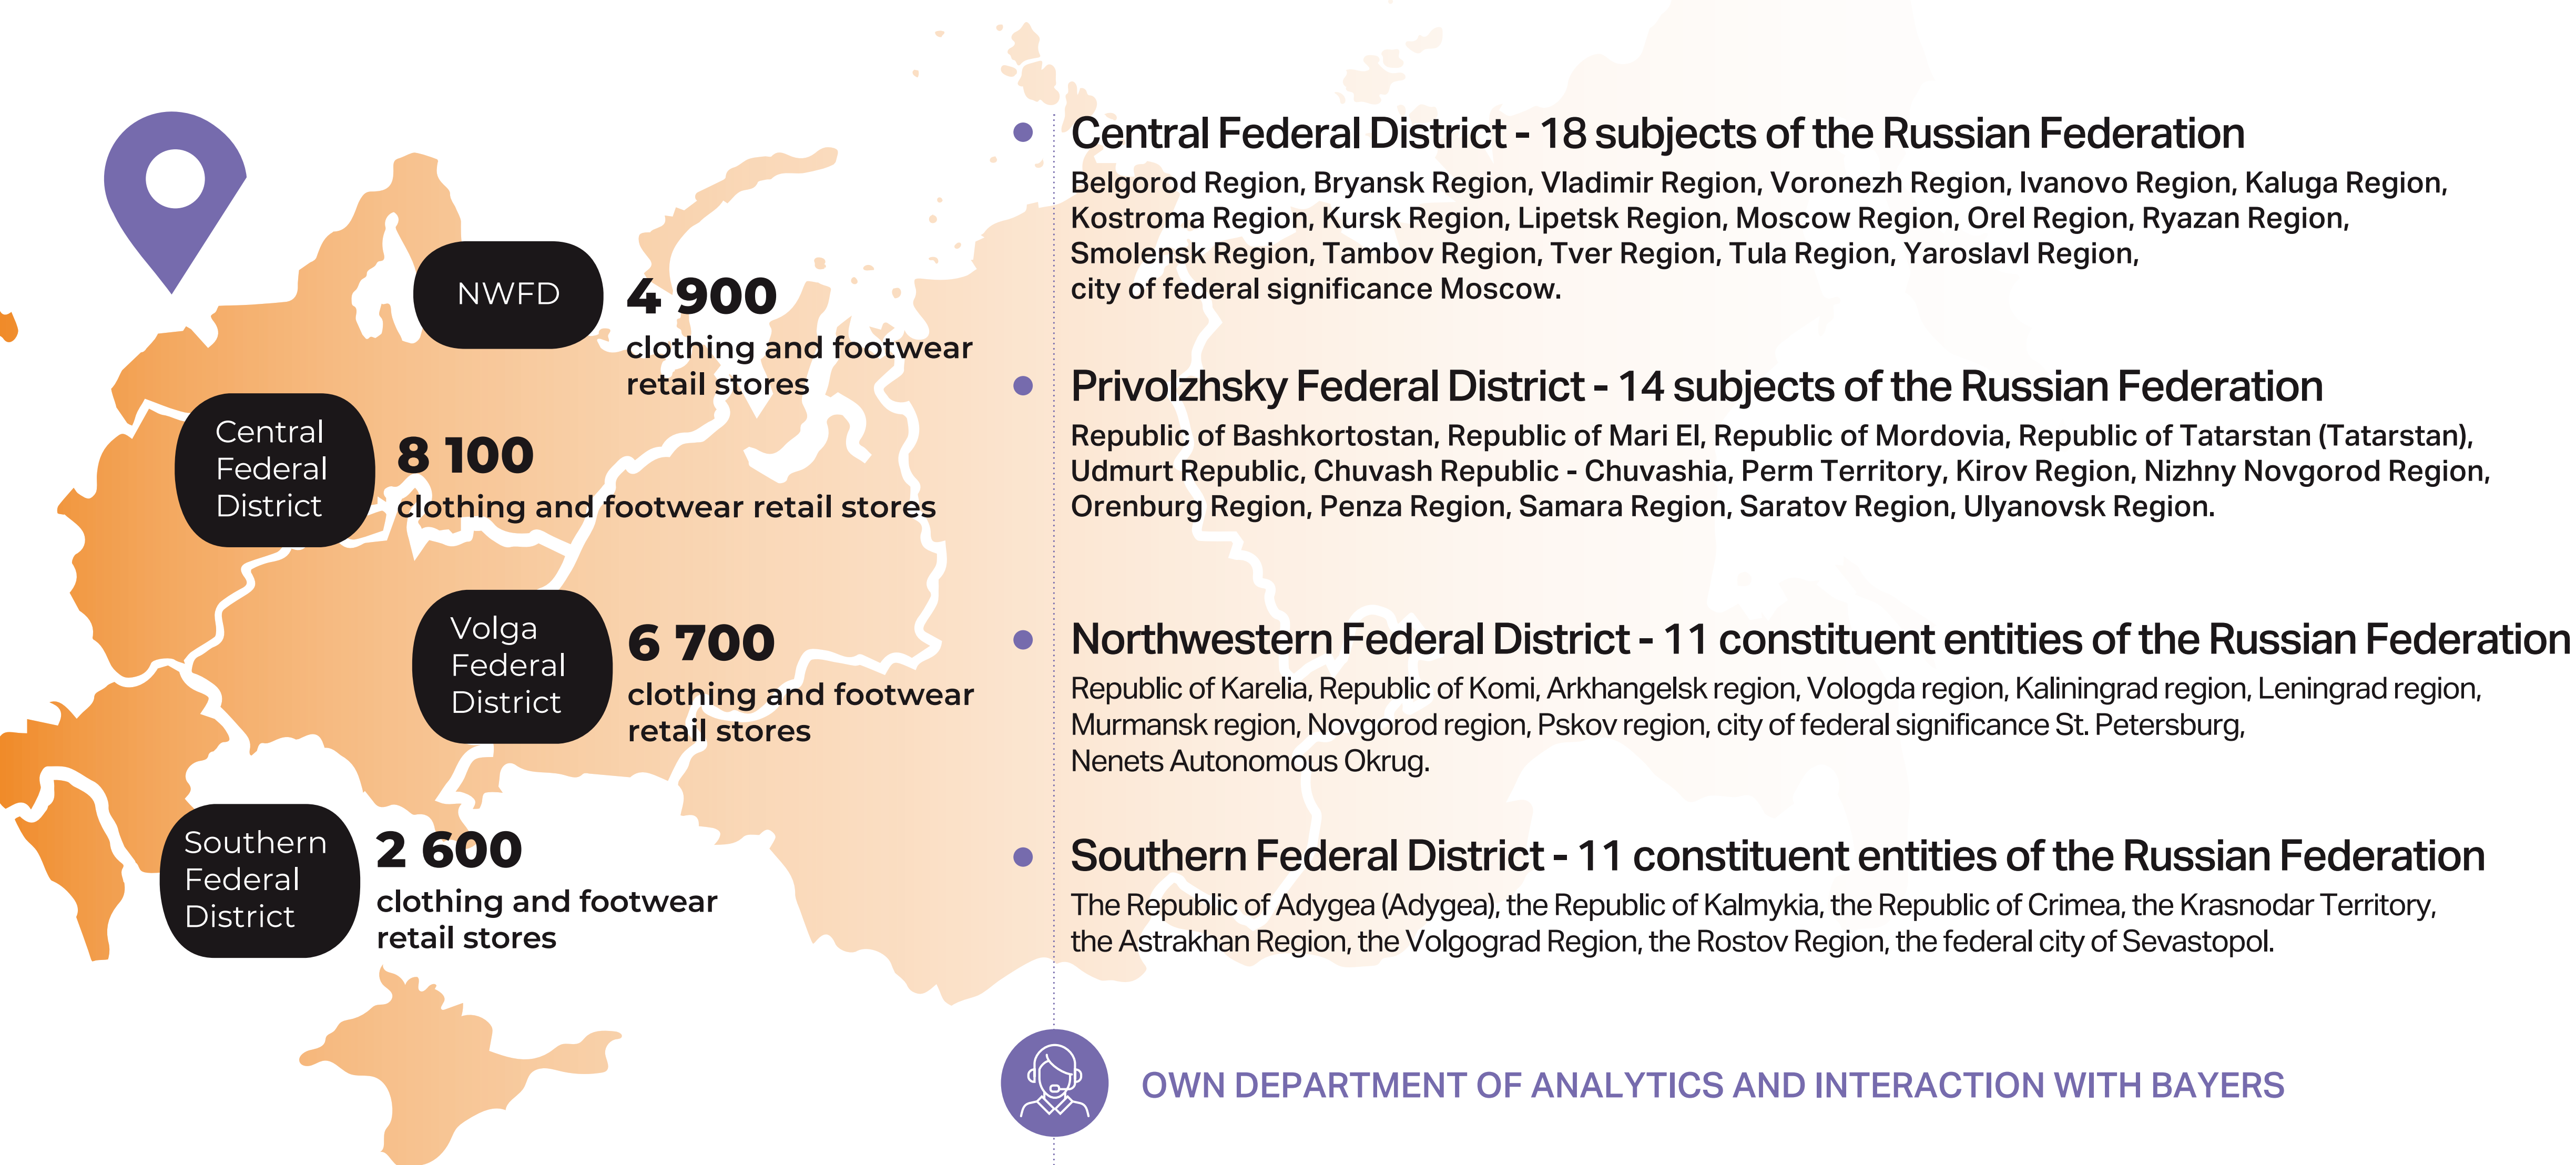 NWFD
4 900
clothing and footwear
retail stores
Central
Federal
District
8 100
clothing and footwear retail stores
Volga
Federal
District
6 700
clothing and footwear
retail stores
Southern
Federal
District
2 600
clothing and footwear
retail stores
Central Federal District - 18 subjects of the Russian Federation
Belgorod Region, Bryansk Region, Vladimir Region, Voronezh Region, Ivanovo Region, Kaluga Region,
Kostroma Region, Kursk Region, Lipetsk Region, Moscow Region, Orel Region, Ryazan Region,
Smolensk Region, Tambov Region, Tver Region, Tula Region, Yaroslavl Region,
city of federal significance Moscow.
Privolzhsky Federal District - 14 subjects of the Russian Federation
Republic of Bashkortostan, Republic of Mari El, Republic of Mordovia, Republic of Tatarstan (Tatarstan),
Udmurt Republic, Chuvash Republic - Chuvashia, Perm Territory, Kirov Region, Nizhny Novgorod Region,
Orenburg Region, Penza Region, Samara Region, Saratov Region, Ulyanovsk Region.
Northwestern Federal District - 11 constituent entities of the Russian Federation
Republic of Karelia, Republic of Komi, Arkhangelsk region, Vologda region, Kaliningrad region, Leningrad region,
Murmansk region, Novgorod region, Pskov region, city of federal significance St. Petersburg,
Nenets Autonomous Okrug.
Southern Federal District - 11 constituent entities of the Russian Federation
The Republic of Adygea (Adygea), the Republic of Kalmykia, the Republic of Crimea, the Krasnodar Territory,
the Astrakhan Region, the Volgograd Region, the Rostov Region, the federal city of Sevastopol.
OWN DEPARTMENT OF ANALYTICS AND INTERACTION WITH BAYERS